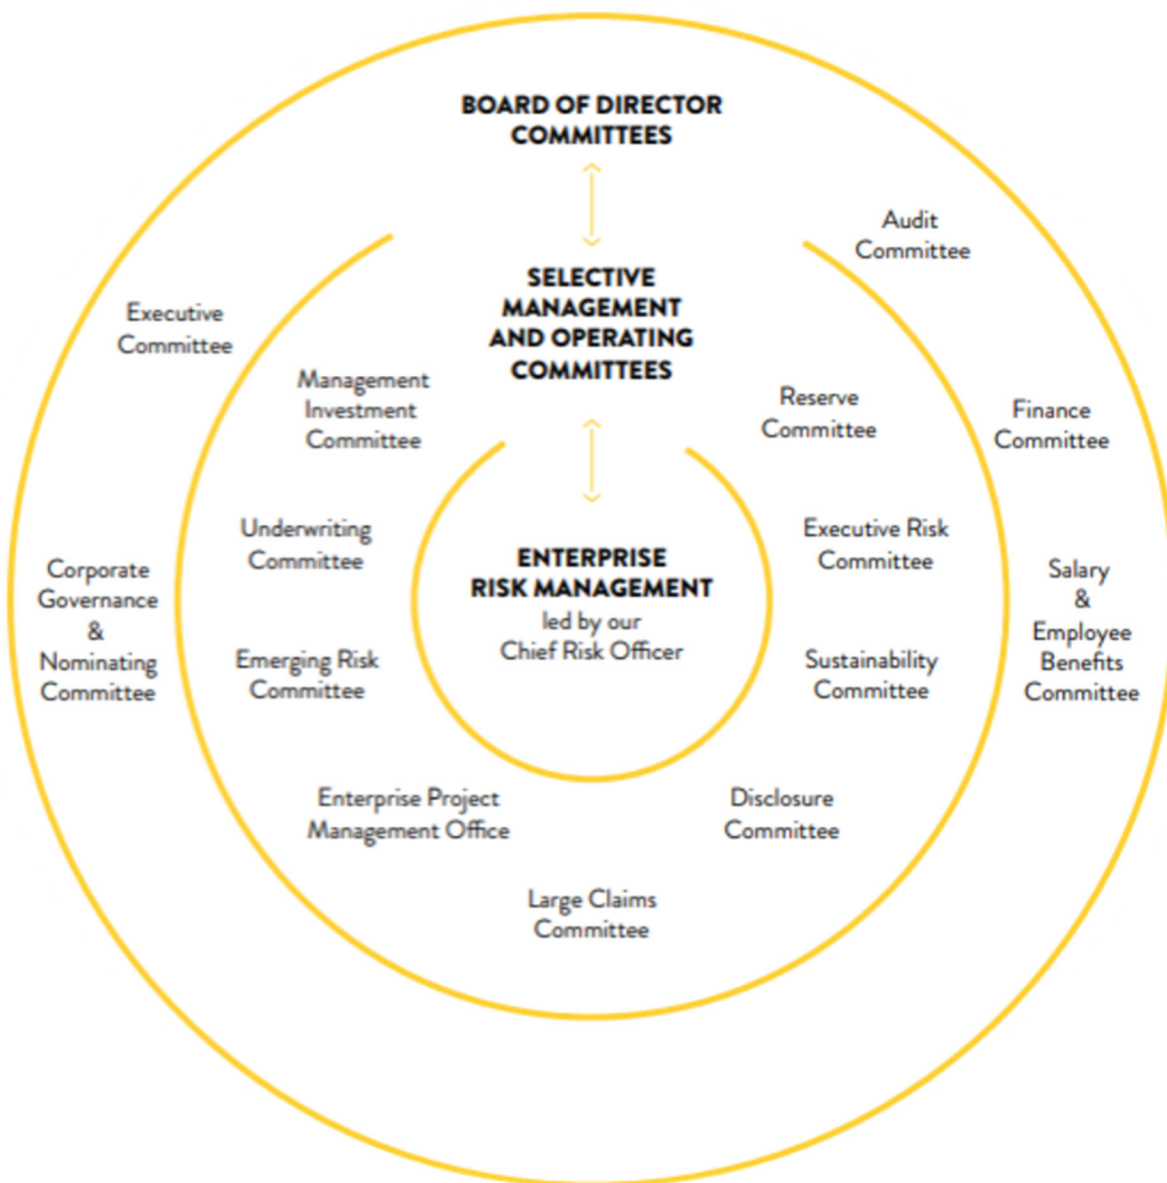 BOARD OF DIRECTOR
COMMITTEES
Audit
Committee
SELECTIVE
MANAGEMENT
AND OPERATING
COMMITTEES
Executive
Committee
Management
Investment
Committee
Reserve
Committee
Finance
Committee
Underwriting
Committee
Executive Risk
Committee
Corporate
Governance
&
Nominating
Committee
ENTERPRISE
RISK MANAGEMENT
led by our
Chief Risk Officer
Salary
&
Employee
Benefits
Committee
Emerging Risk
Committee
Sustainability
Committee
Enterprise Project
Management Office
Disclosure
Committee
Large Claims
Committee